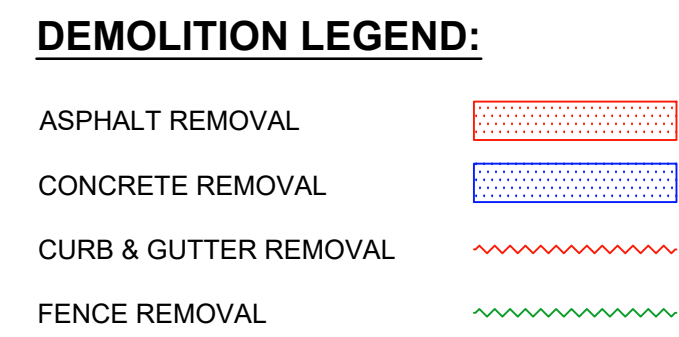 DEMOLITION LEGEND:
ASPHALT REMOVAL
CONCRETE REMOVAL
CURB & GUTTER REMOVAL
FENCE REMOVAL